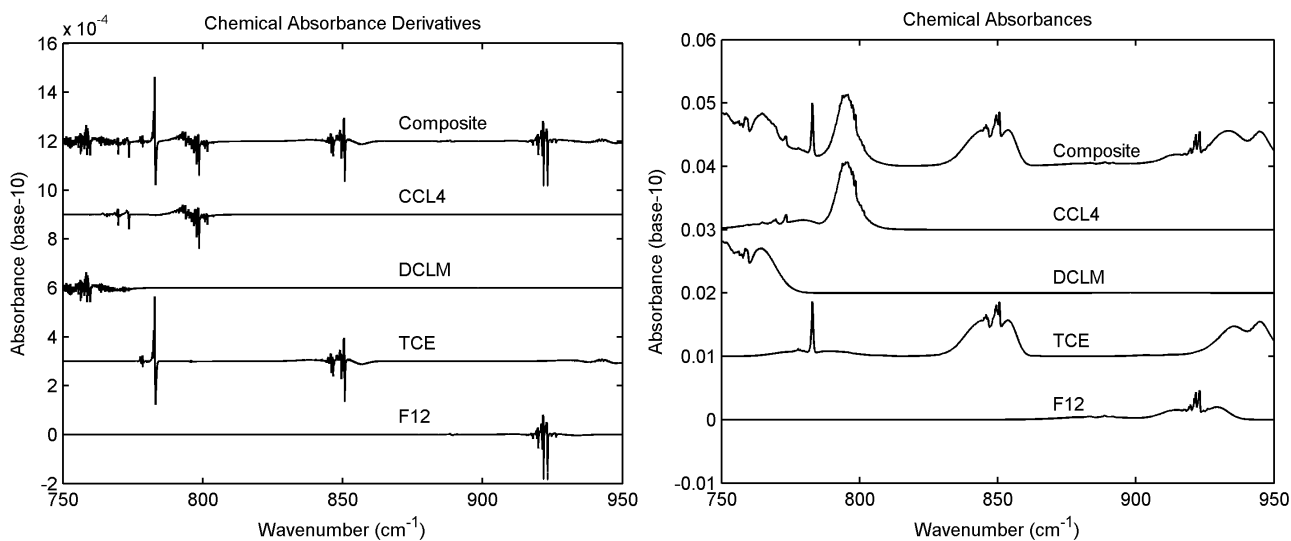 Chemical Absorbance Derivatives
x 10-4
16
14
12
10
8
6
4
2
0
-2
Absorbance (base-10)
Composite
CCL4
DCLM
TCE
F12
750
800
850
900
950
Wavenumber (cm-1)
Chemical Absorbances
0.06
0.05
0.04
0.03
0.02
0.01
0
-0.01
Absorbance (base-10)
Composite
CCL4
DCLM
TCE
F12
750
800
850
900
950
Wavenumber (cm-1)